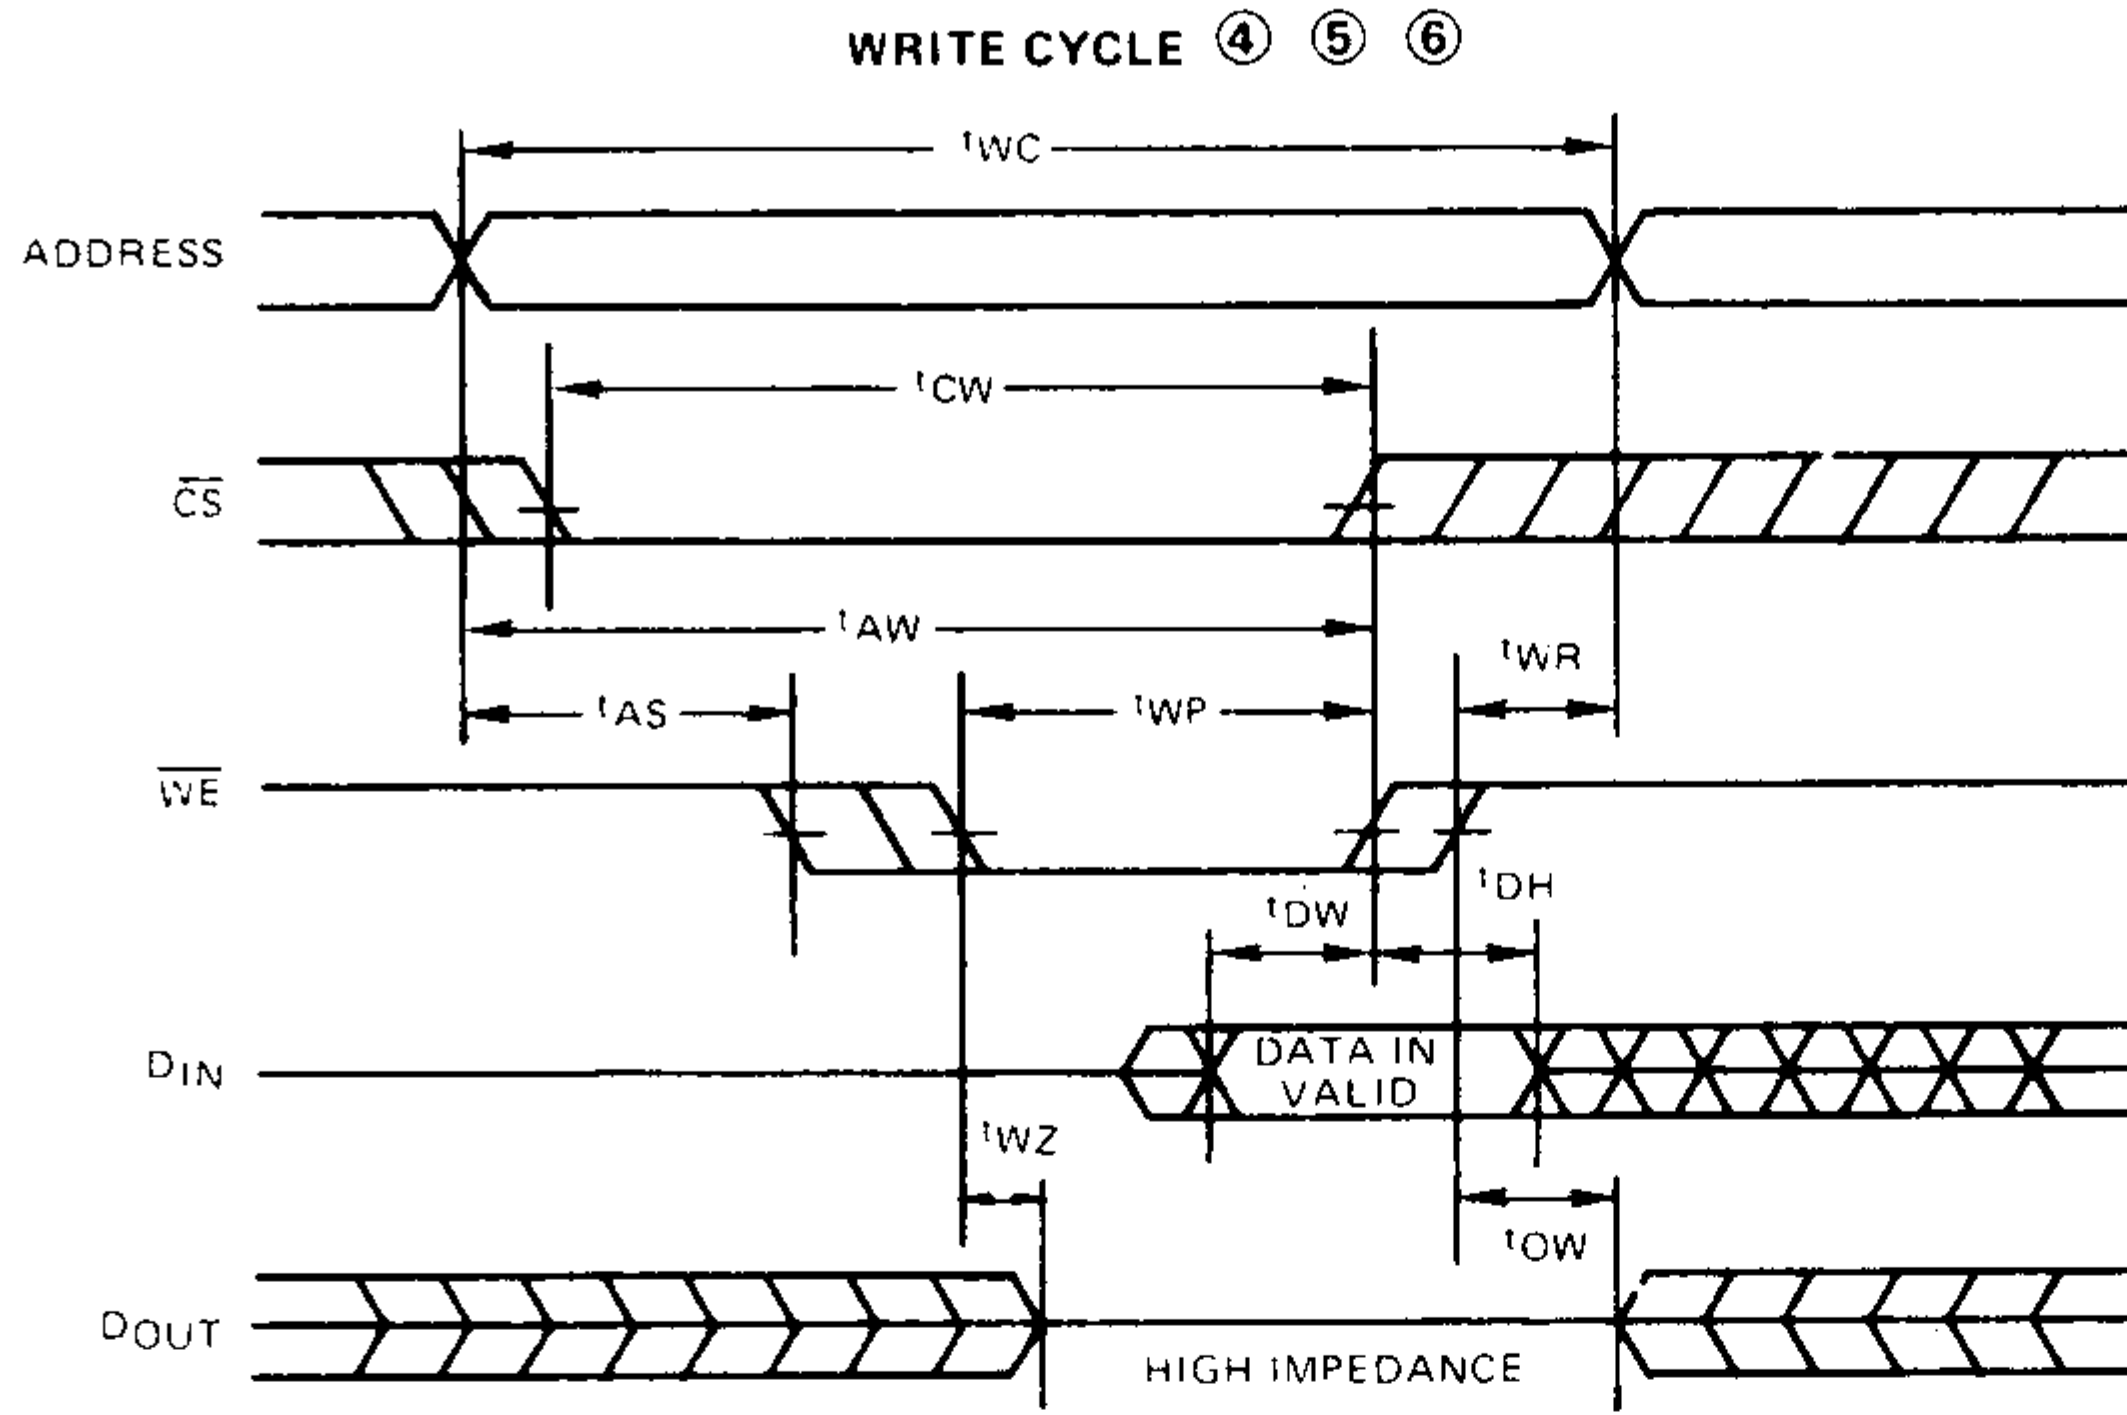 WRITE CYCLE ④ ⑤ ⑥
tWC
ADDRESS
tCW
CS
tAW
tWR
tAS
tWP
WE
tDH
tDW
DIN
DATA IN
VALID
tWZ
tOW
DOUT
HIGH IMPEDANCE